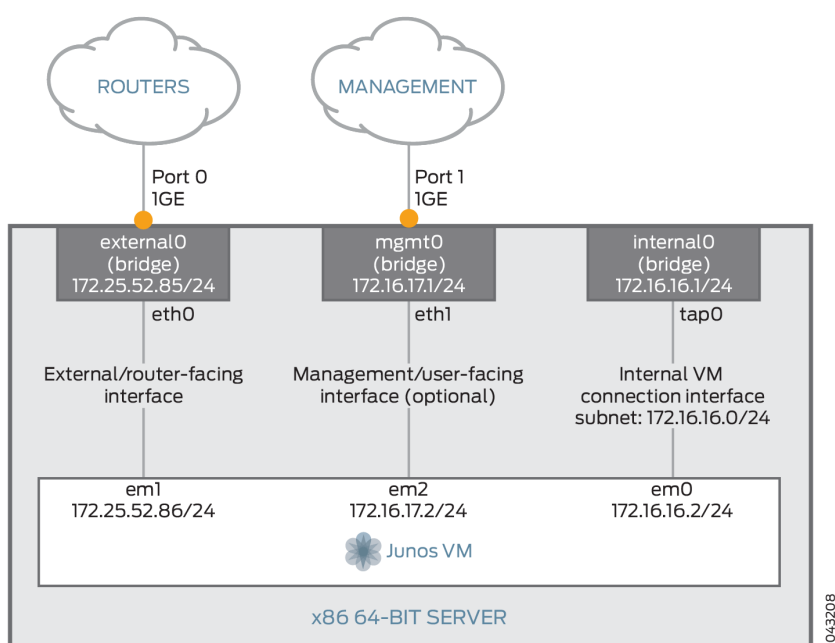 ROUTERS
MANAGEMENT
Port 0
1GE
Port 1
1GE
external0
(bridge)
172.25.52.85/24
mgmt0
(bridge)
172.16.17.1/24
internal0
(bridge)
172.16.16.1/24
eth0
eth1
tap0
External/router-facing
interface
Management/user-facing
interface (optional)
Internal VM
connection interface
subnet: 172.16.16.0/24
em1
172.25.52.86/24
em2
172.16.17.2/24
em0
172.16.16.2/24
Junos VM
x86 64-BIT SERVER
043208